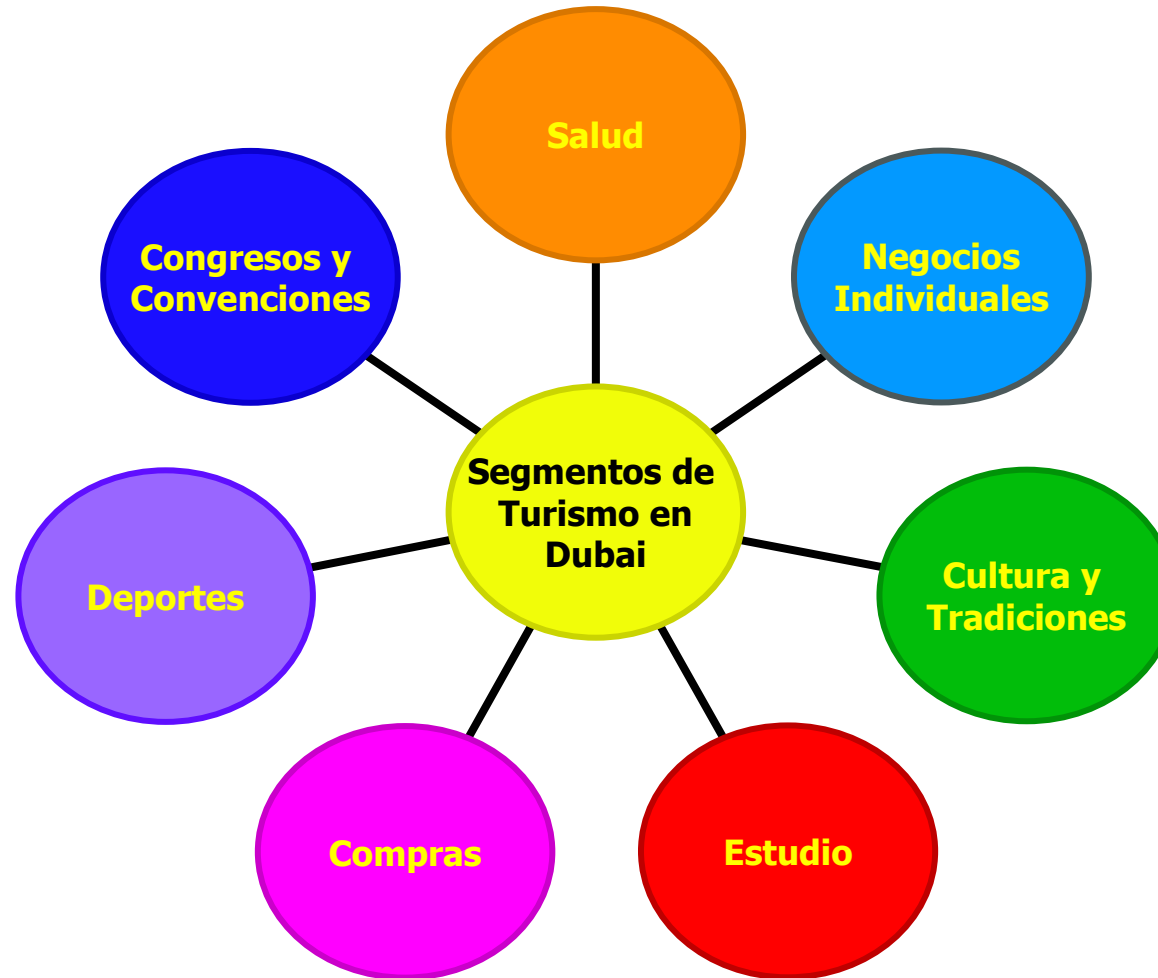 Salud
Congresos y
Convenciones
Negocios
Individuales
Segmentos de
Turismo en
Dubai
Deportes
Cultura y
Tradiciones
Compras
Estudio